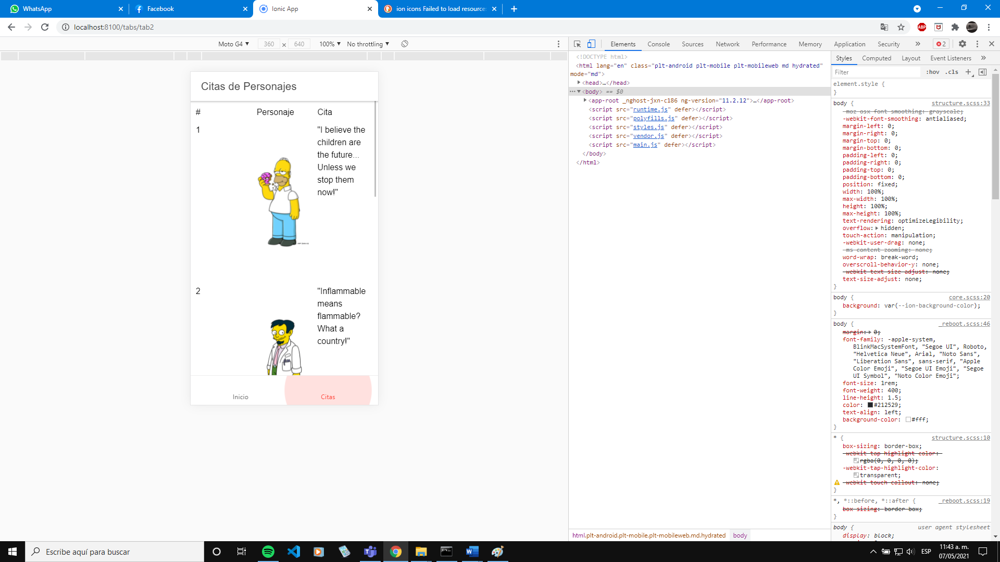 WhatsApp
Facebook
Ionic App
ion icons Failed to load resource
localhost:8100/tabs/tab2
ABP
Moto G4 ▼ 360 x 640 100% ▼ No throttling ▼
Elements Console Sources Network Performance Memory Application Security » 2
Citas de Personajes
# Personaje Cita
1 "I believe the
children are
the future...
Unless we
stop them
now!"
2 "Inflammable
means
flammable?
What a
country!"
Inicio Citas
<!DOCTYPE html>
<html lang="en" class="plt-android plt-mobile plt-mobileweb md hydrated"
mode="md">
<head>…</head>
<body> == $0
<app-root _nghost-jxn-c186 ng-version="11.2.12">…</app-root>
<script src="runtime.js" defer></script>
<script src="polyfills.js" defer></script>
<script src="styles.js" defer></script>
<script src="vendor.js" defer></script>
<script src="main.js" defer></script>
</body>
</html>
html.plt-android.plt-mobile.plt-mobileweb.md.hydrated body
Styles Computed Layout Event Listeners »
Filter :hov .cls +
element.style {
}
body { structure.scss:33
-moz-osx-font-smoothing: grayscale;
-webkit-font-smoothing: antialiased;
margin-left: 0;
margin-right: 0;
margin-top: 0;
margin-bottom: 0;
padding-left: 0;
padding-right: 0;
padding-top: 0;
padding-bottom: 0;
position: fixed;
width: 100%;
max-width: 100%;
height: 100%;
max-height: 100%;
text-rendering: optimizeLegibility;
overflow: hidden;
touch-action: manipulation;
-webkit-user-drag: none;
-ms-content-zooming: none;
word-wrap: break-word;
overscroll-behavior-y: none;
-webkit-text-size-adjust: none;
text-size-adjust: none;
}
body { core.scss:20
background: var(--ion-background-color);
}
body { _reboot.scss:46
margin: 0;
font-family: -apple-system,
BlinkMacSystemFont, "Segoe UI", Roboto,
"Helvetica Neue", Arial, "Noto Sans",
"Liberation Sans", sans-serif, "Apple
Color Emoji", "Segoe UI Emoji", "Segoe
UI Symbol", "Noto Color Emoji";
font-size: 1rem;
font-weight: 400;
line-height: 1.5;
color: #212529;
text-align: left;
background-color: #fff;
}
* { structure.scss:10
box-sizing: border-box;
-webkit-tap-highlight-color:
rgba(0, 0, 0, 0);
-webkit-tap-highlight-color:
transparent;
-webkit-touch-callout: none;
}
*, *::before, *::after { _reboot.scss:19
box-sizing: border-box;
}
body { user agent stylesheet
display: block;
Escribe aquí para buscar
ESP
11:43 a. m.
07/05/2021